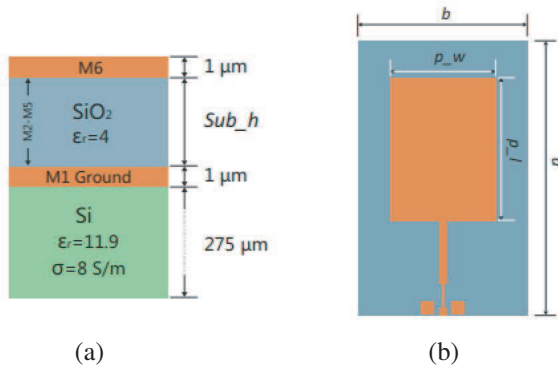 M6
1 μm
M2-M5
SiO₂
εᵣ=4
Sub_h
M1 Ground
1 μm
Si
εᵣ=11.9
σ=8 S/m
275 μm
(a)
b
p_w
p_l
a
(b)